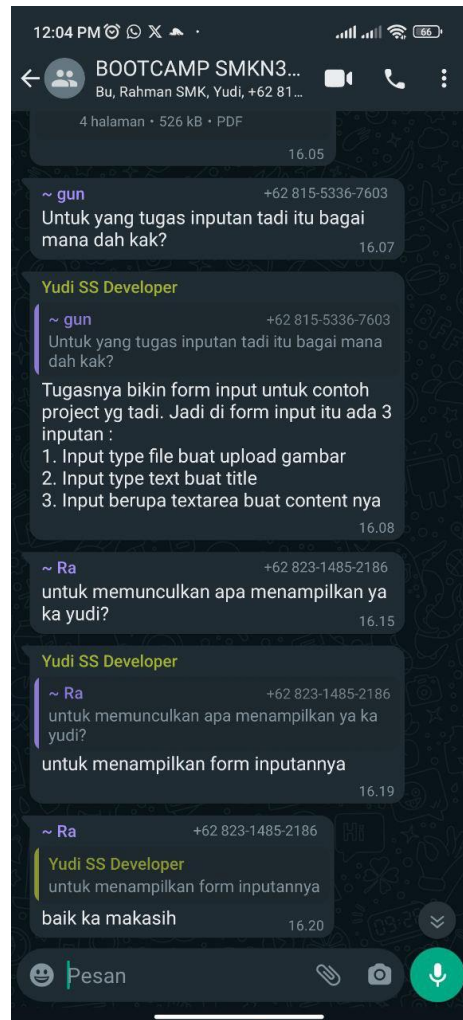 12:04 PM
66
BOOTCAMP SMKN3...
Bu, Rahman SMK, Yudi, +62 81...
4 halaman • 526 kB • PDF
16.05
~ gun +62 815-5336-7603
Untuk yang tugas inputan tadi itu bagai
mana dah kak?
16.07
Yudi SS Developer
~ gun +62 815-5336-7603
Untuk yang tugas inputan tadi itu bagai mana
dah kak?
Tugasnya bikin form input untuk contoh
project yg tadi. Jadi di form input itu ada 3
inputan :
1. Input type file buat upload gambar
2. Input type text buat title
3. Input berupa textarea buat content nya
16.08
~ Ra +62 823-1485-2186
untuk memunculkan apa menampilkan ya
ka yudi?
16.15
Yudi SS Developer
~ Ra +62 823-1485-2186
untuk memunculkan apa menampilkan ya ka
yudi?
untuk menampilkan form inputannya
16.19
~ Ra +62 823-1485-2186
Yudi SS Developer
untuk menampilkan form inputannya
baik ka makasih
16.20
Pesan